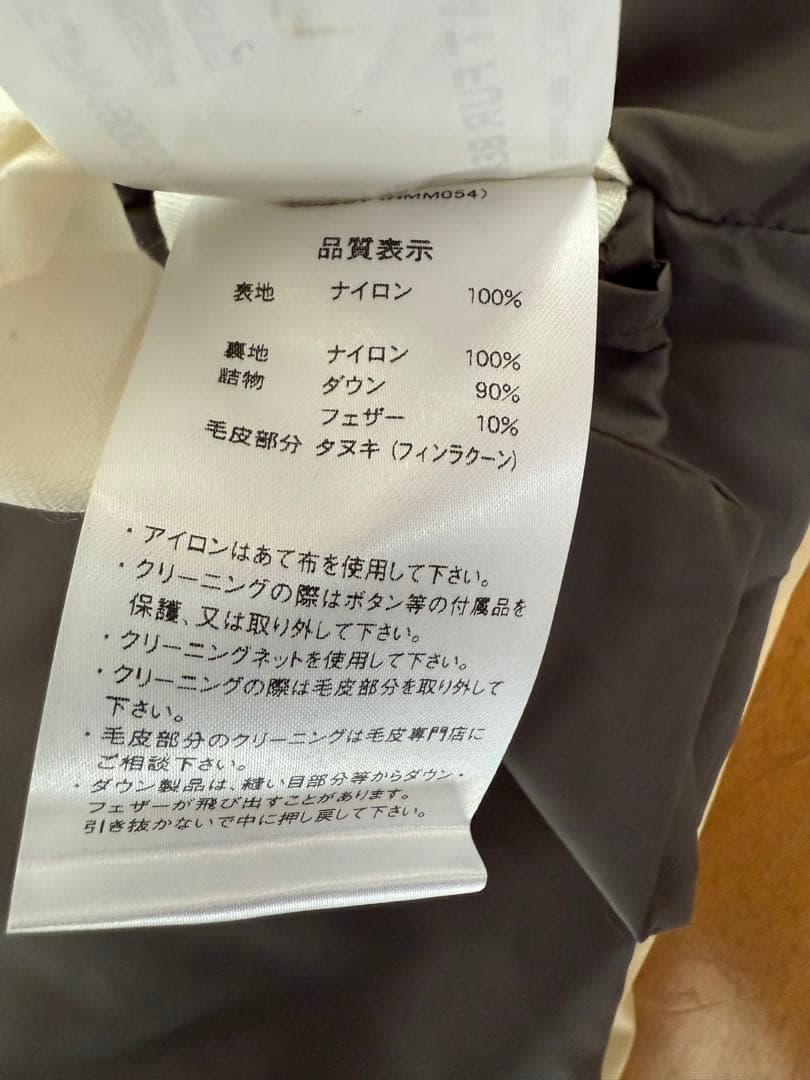 MM054)
品質表示
表地 ナイロン 100%
裏地 ナイロン 100%
詰物 ダウン 90%
フェザー 10%
毛皮部分 タヌキ(フィンラクーン)
・アイロンはあて布を使用して下さい。
・クリーニングの際はボタン等の付属品を
保護、又は取り外して下さい。
・クリーニングネットを使用して下さい。
・クリーニングの際は毛皮部分を取り外して
下さい。
・毛皮部分のクリーニングは毛皮専門店に
ご相談下さい。
・ダウン製品は、縫い目部分等からダウン・
フェザーが飛び出すことがあります。
引き抜かないで中に押し戻して下さい。